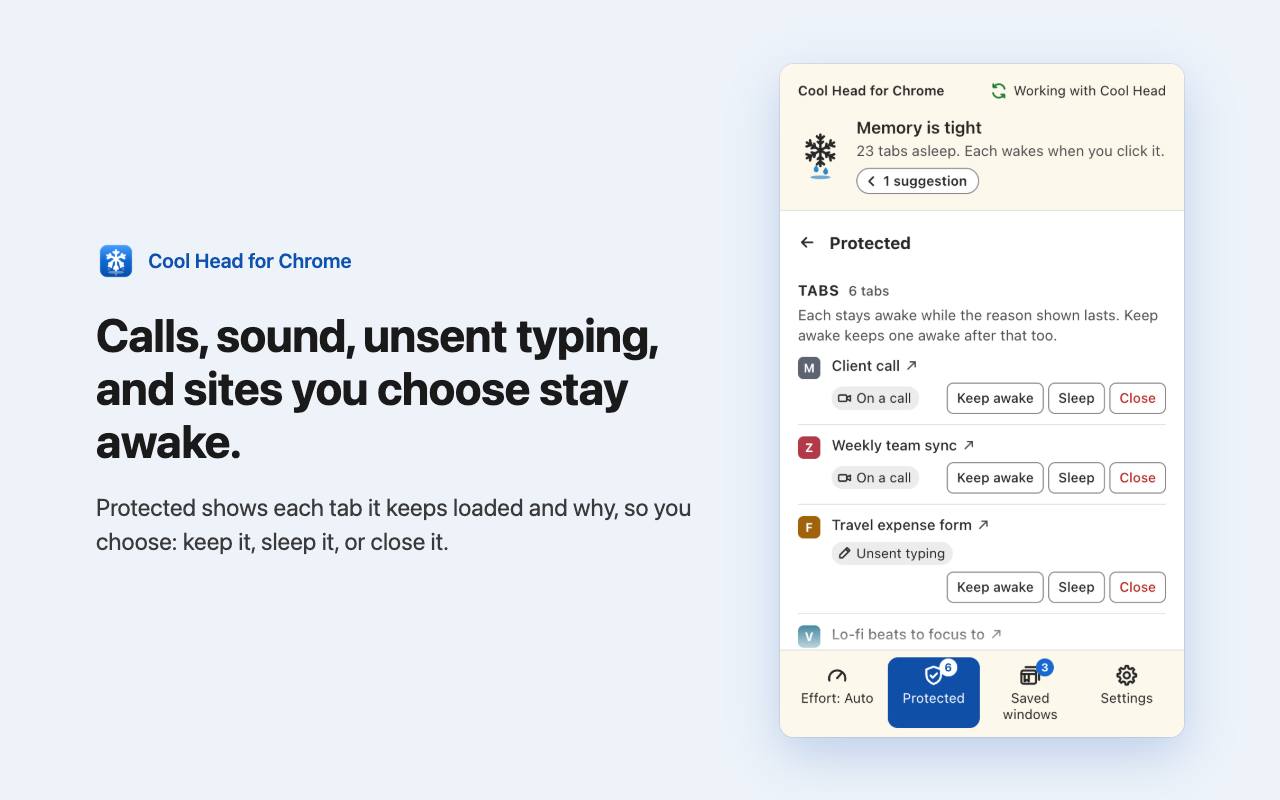 Cool Head for Chrome
Calls, sound, unsent typing,
and sites you choose stay
awake.
Protected shows each tab it keeps loaded and why, so you
choose: keep it, sleep it, or close it.
Cool Head for Chrome
Working with Cool Head
Memory is tight
23 tabs asleep. Each wakes when you click it.
1 suggestion
Protected
TABS 6 tabs
Each stays awake while the reason shown lasts. Keep
awake keeps one awake after that too.
M Client call
On a call Keep awake Sleep Close
Z Weekly team sync
On a call Keep awake Sleep Close
F Travel expense form
Unsent typing
Keep awake Sleep Close
V Lo-fi beats to focus to
6 3
Effort: Auto Protected Saved Settings
windows